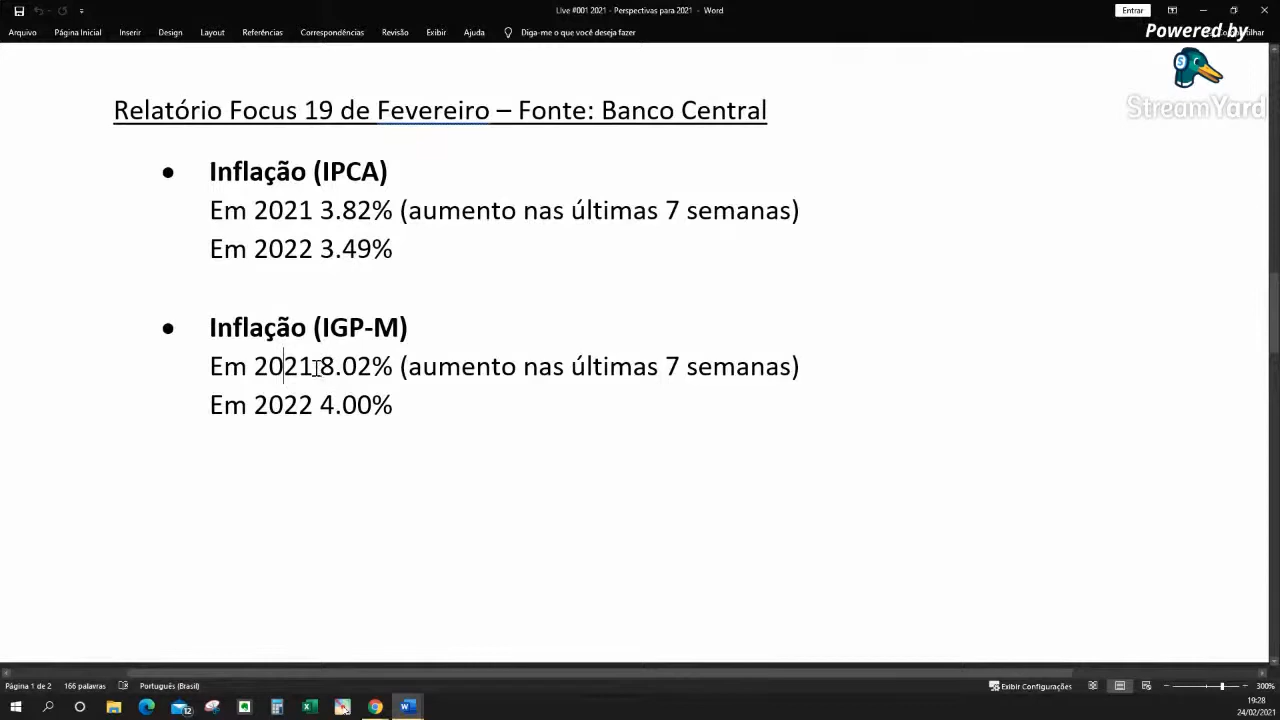 Live #001 2021 - Perspectivas para 2021 - Word
Entrar
Arquivo Página Inicial Inserir Design Layout Referências Correspondências Revisão Exibir Ajuda Diga-me o que você deseja fazer
Powered by
StreamYard
Relatório Focus 19 de Fevereiro – Fonte: Banco Central
• Inflação (IPCA)
Em 2021 3.82% (aumento nas últimas 7 semanas)
Em 2022 3.49%
• Inflação (IGP-M)
Em 2021 8.02% (aumento nas últimas 7 semanas)
Em 2022 4.00%
Página 1 de 2 166 palavras Português (Brasil) Exibir Configurações 300%
19:28
24/02/2021